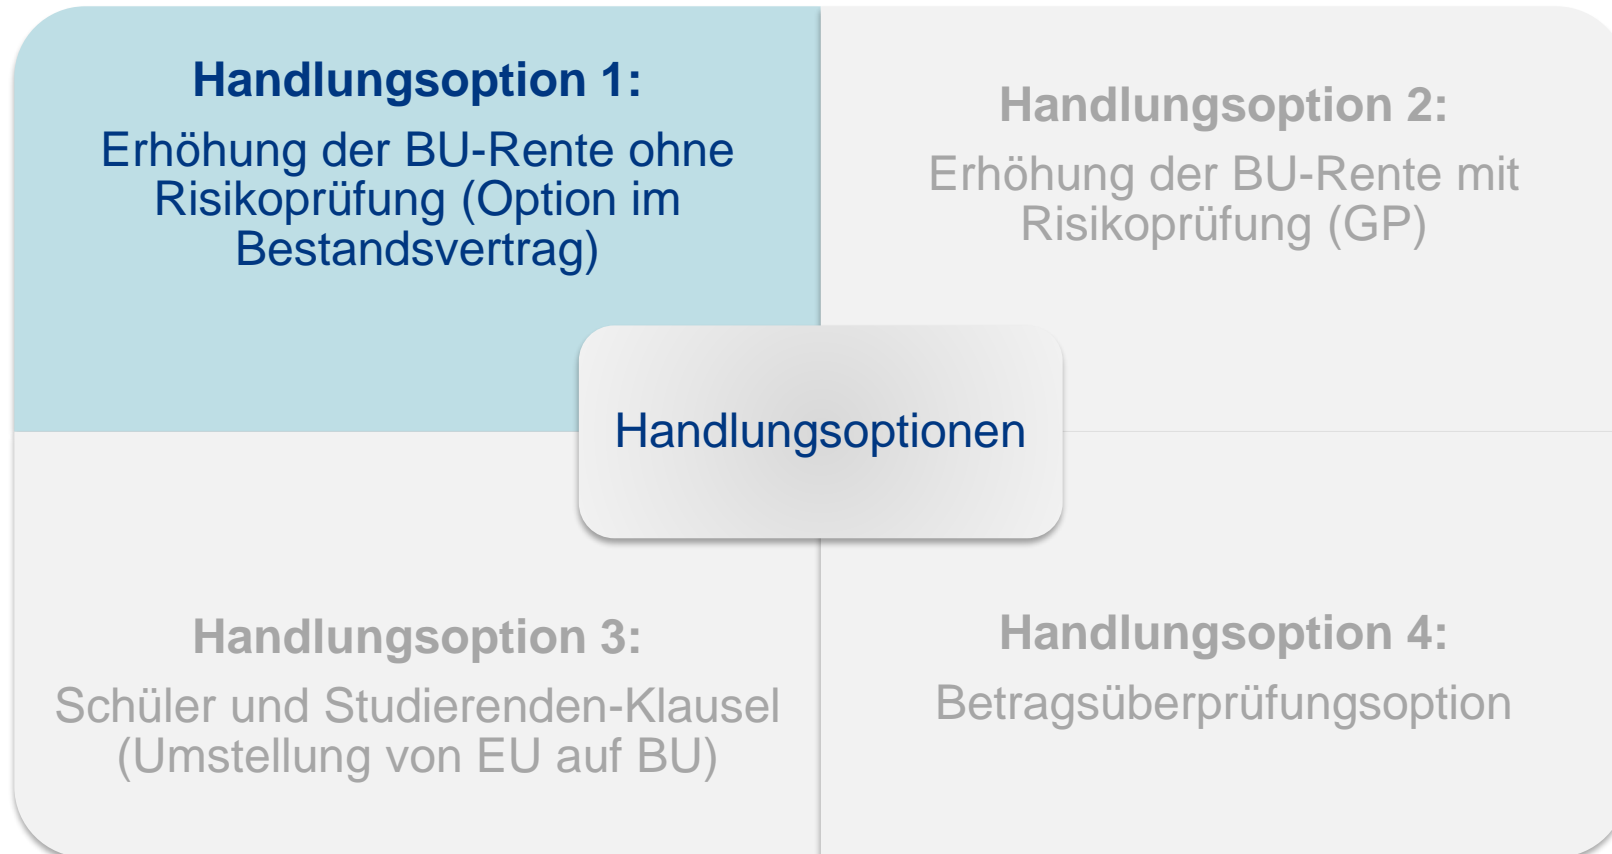 Handlungsoption 1:
Erhöhung der BU-Rente ohne
Risikoprüfung (Option im
Bestandsvertrag)
Handlungsoption 2:
Erhöhung der BU-Rente mit
Risikoprüfung (GP)
Handlungsoptionen
Handlungsoption 3:
Schüler und Studierenden-Klausel
(Umstellung von EU auf BU)
Handlungsoption 4:
Betragsüberprüfungsoption